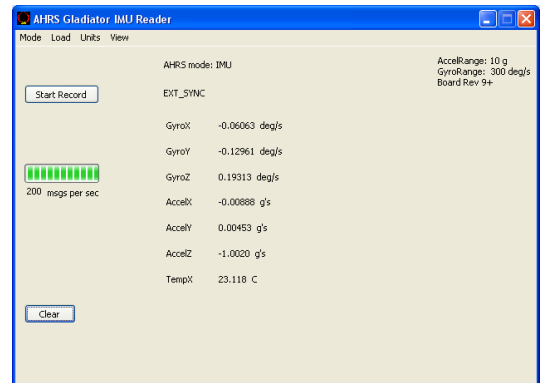 AHRS Gladiator IMU Reader
Mode Load Units View
AHRS mode: IMU
AccelRange: 10 g
GyroRange: 300 deg/s
Board Rev 9+
Start Record
EXT_SYNC
GyroX -0.06063 deg/s
GyroY -0.12961 deg/s
GyroZ 0.19313 deg/s
200 msgs per sec
AccelX -0.00888 g's
AccelY 0.00453 g's
AccelZ -1.0020 g's
TempX 23.118 C
Clear